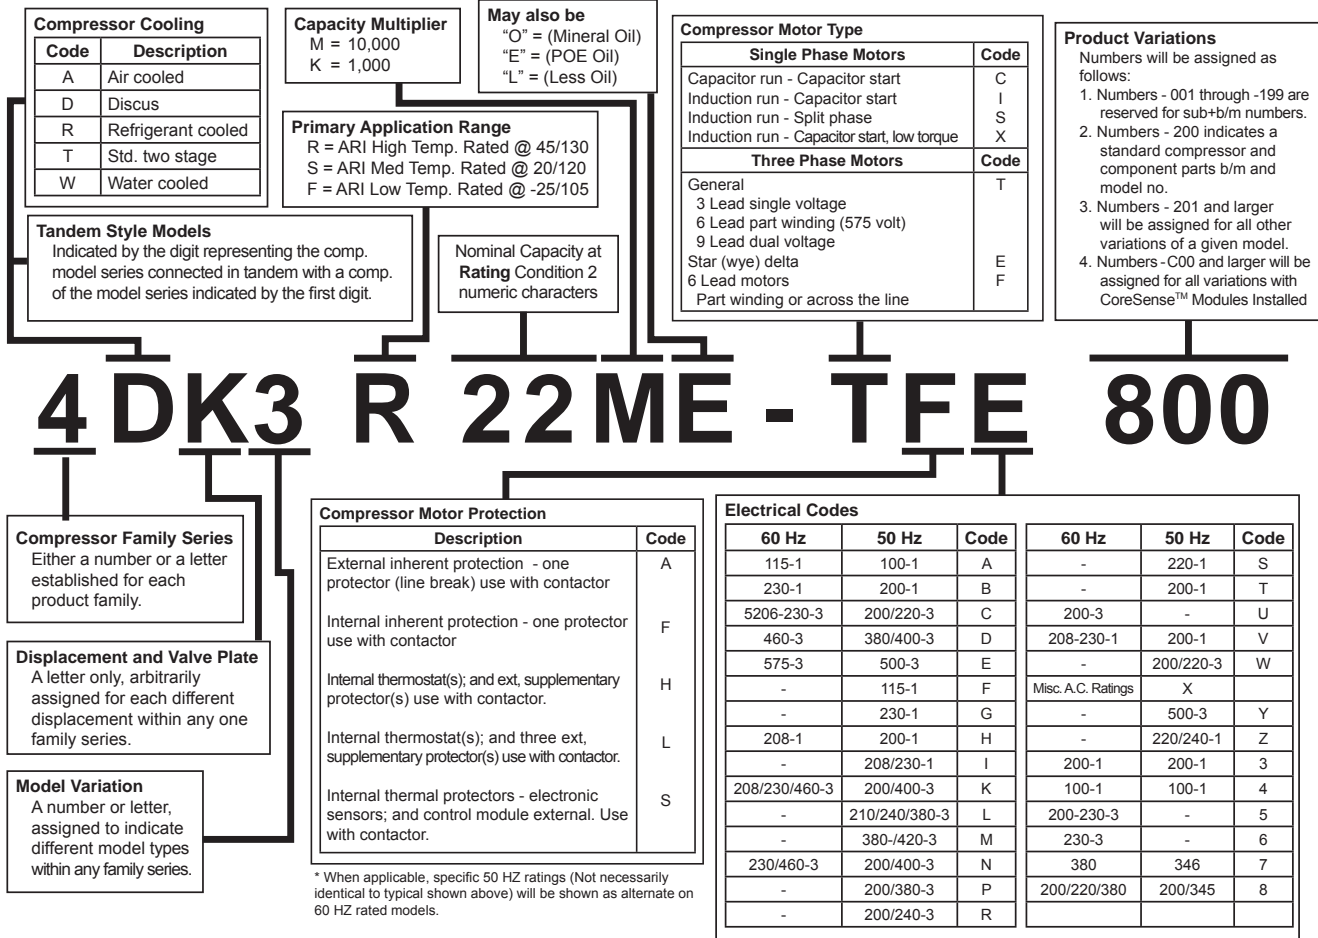 Compressor Cooling
Code Description
A Air cooled
D Discus
R Refrigerant cooled
T Std. two stage
W Water cooled
Capacity Multiplier
M = 10,000
K = 1,000
May also be
“O” = (Mineral Oil)
“E” = (POE Oil)
“L” = (Less Oil)
Primary Application Range
R = ARI High Temp. Rated @ 45/130
S = ARI Med Temp. Rated @ 20/120
F = ARI Low Temp. Rated @ -25/105
Compressor Motor Type
Single Phase Motors Code
Capacitor run - Capacitor start C
Induction run - Capacitor start I
Induction run - Split phase S
Induction run - Capacitor start, low torque X
Three Phase Motors Code
General T
3 Lead single voltage
6 Lead part winding (575 volt)
9 Lead dual voltage
Star (wye) delta E
6 Lead motors F
Part winding or across the line
Product Variations
Numbers will be assigned as
follows:
1. Numbers - 001 through -199 are
reserved for sub+b/m numbers.
2. Numbers - 200 indicates a
standard compressor and
component parts b/m and
model no.
3. Numbers - 201 and larger
will be assigned for all other
variations of a given model.
4. Numbers - C00 and larger will be
assigned for all variations with
CoreSense™ Modules Installed
Tandem Style Models
Indicated by the digit representing the comp.
model series connected in tandem with a comp.
of the model series indicated by the first digit.
Nominal Capacity at
Rating Condition 2
numeric characters
4DK3 R 22ME - TFE 800
Compressor Family Series
Either a number or a letter
established for each
product family.
Displacement and Valve Plate
A letter only, arbitrarily
assigned for each different
displacement within any one
family series.
Model Variation
A number or letter,
assigned to indicate
different model types
within any family series.
Compressor Motor Protection
Description Code
External inherent protection - one A
protector (line break) use with contactor
Internal inherent protection - one protector F
use with contactor
Internal thermostat(s); and ext, supplementary H
protector(s) use with contactor.
Internal thermostat(s); and three ext, L
supplementary protector(s) use with contactor.
Internal thermal protectors - electronic S
sensors; and control module external. Use
with contactor.
* When applicable, specific 50 HZ ratings (Not necessarily
identical to typical shown above) will be shown as alternate on
60 HZ rated models.
Electrical Codes
60 Hz 50 Hz Code 60 Hz 50 Hz Code
115-1 100-1 A - 220-1 S
230-1 200-1 B - 200-1 T
5206-230-3 200/220-3 C 200-3 - U
460-3 380/400-3 D 208-230-1 200-1 V
575-3 500-3 E - 200/220-3 W
- 115-1 F Misc. A.C. Ratings X
- 230-1 G - 500-3 Y
208-1 200-1 H - 220/240-1 Z
- 208/230-1 I 200-1 200-1 3
208/230/460-3 200/400-3 K 100-1 100-1 4
- 210/240/380-3 L 200-230-3 - 5
- 380-/420-3 M 230-3 - 6
230/460-3 200/400-3 N 380 346 7
- 200/380-3 P 200/220/380 200/345 8
- 200/240-3 R